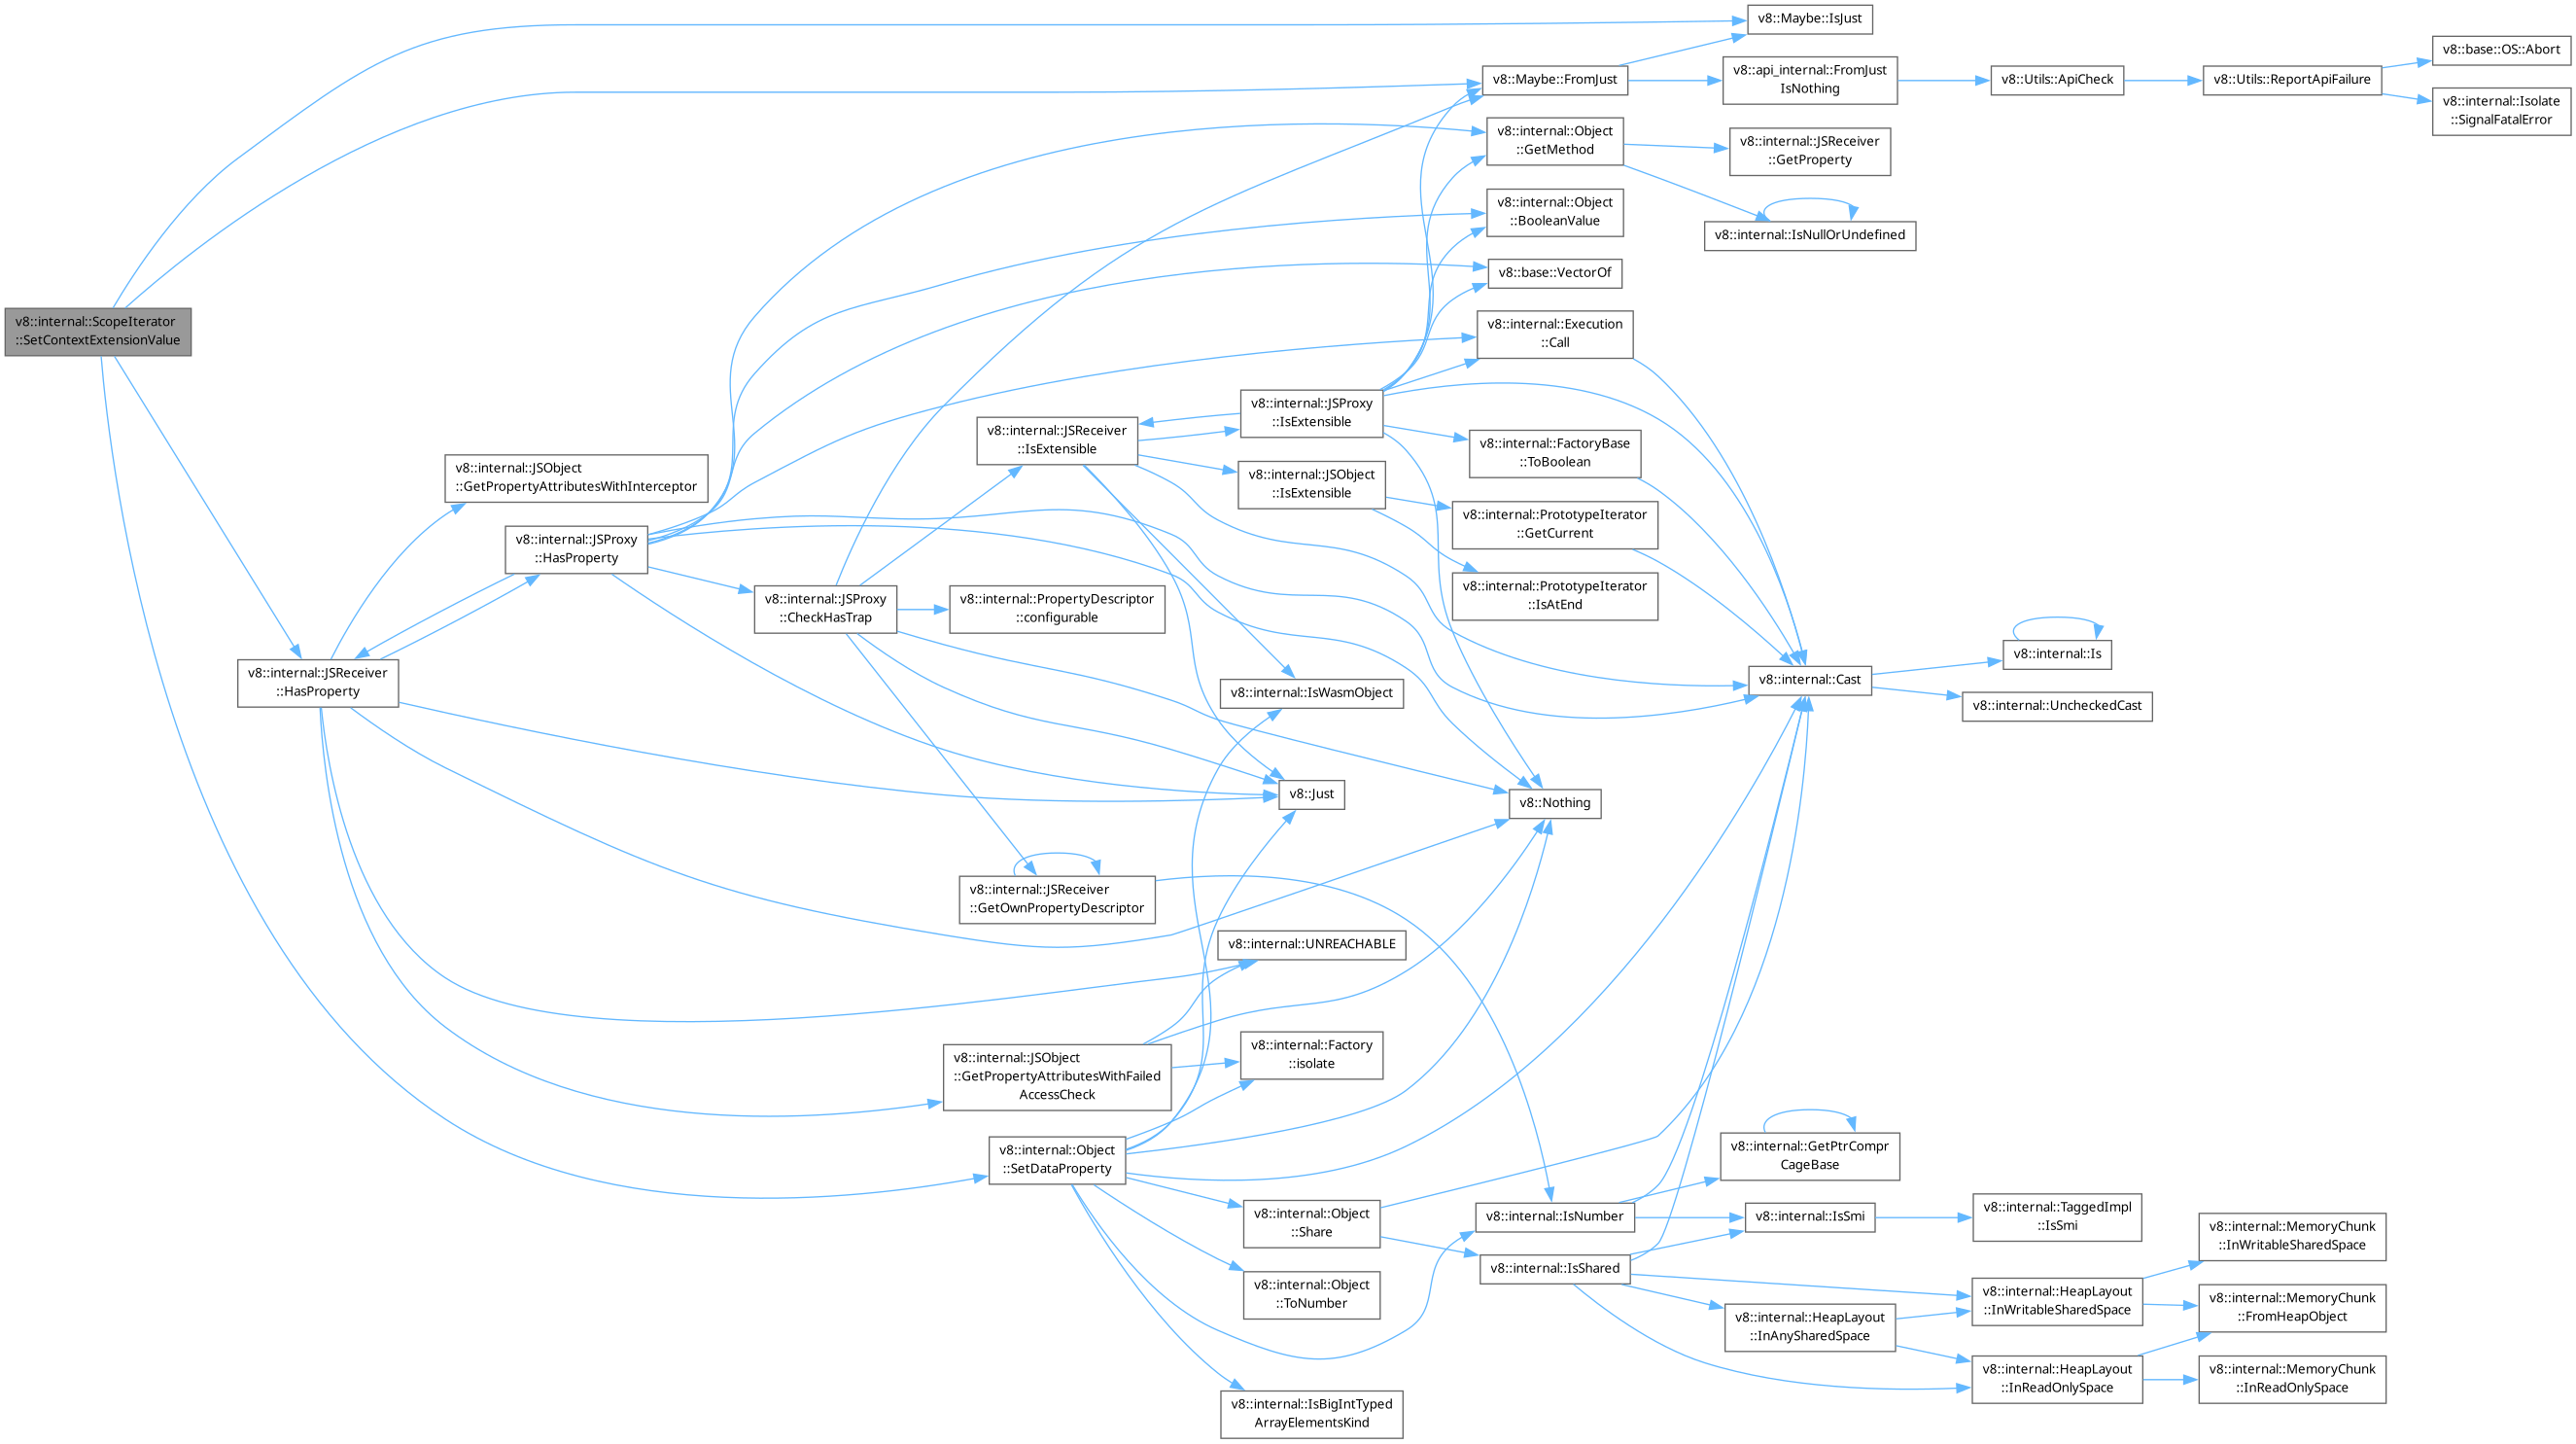 v8::internal::ScopeIterator
::SetContextExtensionValue
v8::internal::JSReceiver
::HasProperty
v8::internal::JSObject
::GetPropertyAttributesWithInterceptor
v8::internal::JSProxy
::HasProperty
v8::internal::JSProxy
::CheckHasTrap
v8::internal::JSReceiver
::IsExtensible
v8::internal::PropertyDescriptor
::configurable
v8::internal::JSReceiver
::GetOwnPropertyDescriptor
v8::internal::JSObject
::GetPropertyAttributesWithFailed
AccessCheck
v8::internal::Object
::SetDataProperty
v8::internal::JSProxy
::IsExtensible
v8::internal::JSObject
::IsExtensible
v8::internal::IsWasmObject
v8::Just
v8::internal::UNREACHABLE
v8::internal::Factory
::isolate
v8::internal::Object
::Share
v8::internal::Object
::ToNumber
v8::internal::IsBigIntTyped
ArrayElementsKind
v8::Maybe::FromJust
v8::internal::Object
::GetMethod
v8::internal::Object
::BooleanValue
v8::base::VectorOf
v8::internal::Execution
::Call
v8::internal::FactoryBase
::ToBoolean
v8::internal::PrototypeIterator
::GetCurrent
v8::internal::PrototypeIterator
::IsAtEnd
v8::Nothing
v8::internal::IsNumber
v8::internal::IsShared
v8::Maybe::IsJust
v8::api_internal::FromJust
IsNothing
v8::internal::JSReceiver
::GetProperty
v8::internal::IsNullOrUndefined
v8::internal::Cast
v8::internal::GetPtrCompr
CageBase
v8::internal::IsSmi
v8::internal::HeapLayout
::InAnySharedSpace
v8::Utils::ApiCheck
v8::internal::Is
v8::internal::UncheckedCast
v8::internal::TaggedImpl
::IsSmi
v8::internal::HeapLayout
::InWritableSharedSpace
v8::internal::HeapLayout
::InReadOnlySpace
v8::Utils::ReportApiFailure
v8::internal::MemoryChunk
::InWritableSharedSpace
v8::internal::MemoryChunk
::FromHeapObject
v8::internal::MemoryChunk
::InReadOnlySpace
v8::base::OS::Abort
v8::internal::Isolate
::SignalFatalError